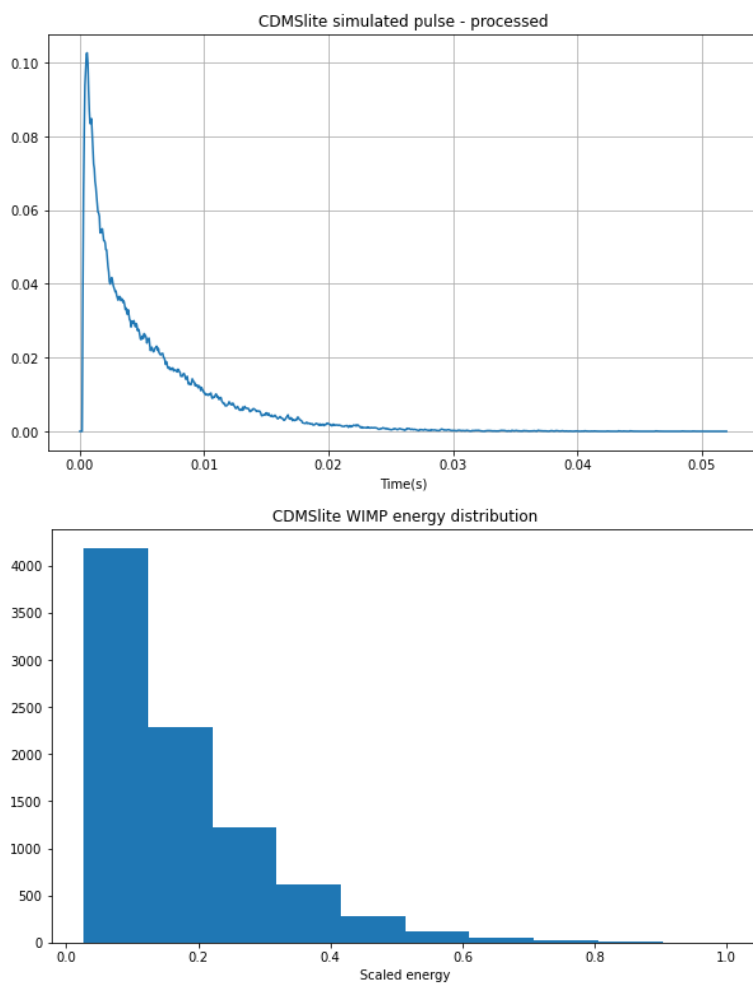 CDMSlite simulated pulse - processed
0.10
0.08
0.06
0.04
0.02
0.00
0.00 0.01 0.02 0.03 0.04 0.05
Time(s)
CDMSlite WIMP energy distribution
4000
3500
3000
2500
2000
1500
1000
500
0
0.0 0.2 0.4 0.6 0.8 1.0
Scaled energy